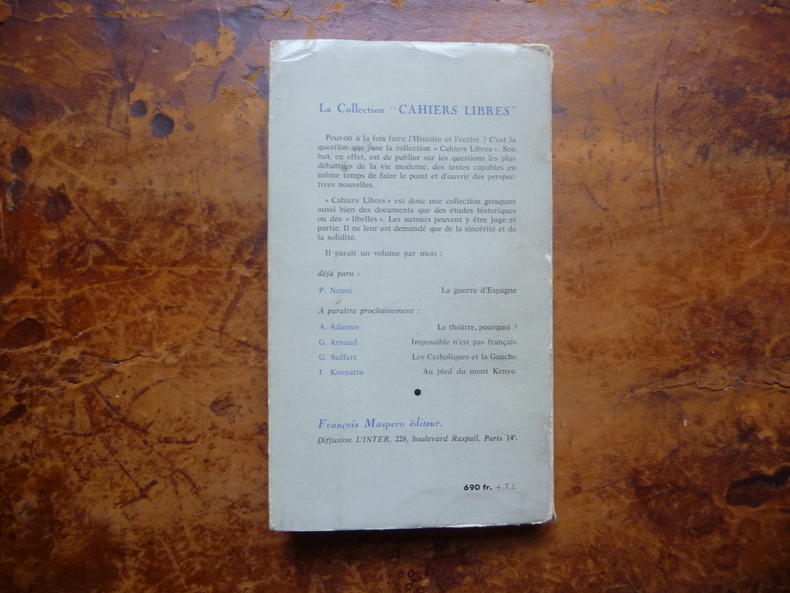 La Collection "CAHIERS LIBRES"
Peut-on à la fois faire l'Histoire et l'écrire ? C'est la
question que pose la collection « Cahiers Libres ». Son
but, en effet, est de publier sur les questions les plus
débattues de la vie moderne, des textes capables en
même temps de faire le point et d'ouvrir des perspec-
tives nouvelles.
« Cahiers Libres » est donc une collection groupant
aussi bien des documents que des études historiques
ou des « libelles ». Les auteurs peuvent y être juge et
partie. Il ne leur est demandé que de la sincérité et de
la solidité.
Il paraît un volume par mois :
déjà paru :
P. Nenni La guerre d'Espagne
A paraître prochainement :
A. Adamov Le théâtre, pourquoi ?
G. Arnaud Impossible n'est pas français
G. Suffert Les Catholiques et la Gauche
J. Kenyatta Au pied du mont Kenya.
François Maspero éditeur.
Diffusion L'INTER, 228, boulevard Raspail, Paris 14e.
690 fr. + T. L.